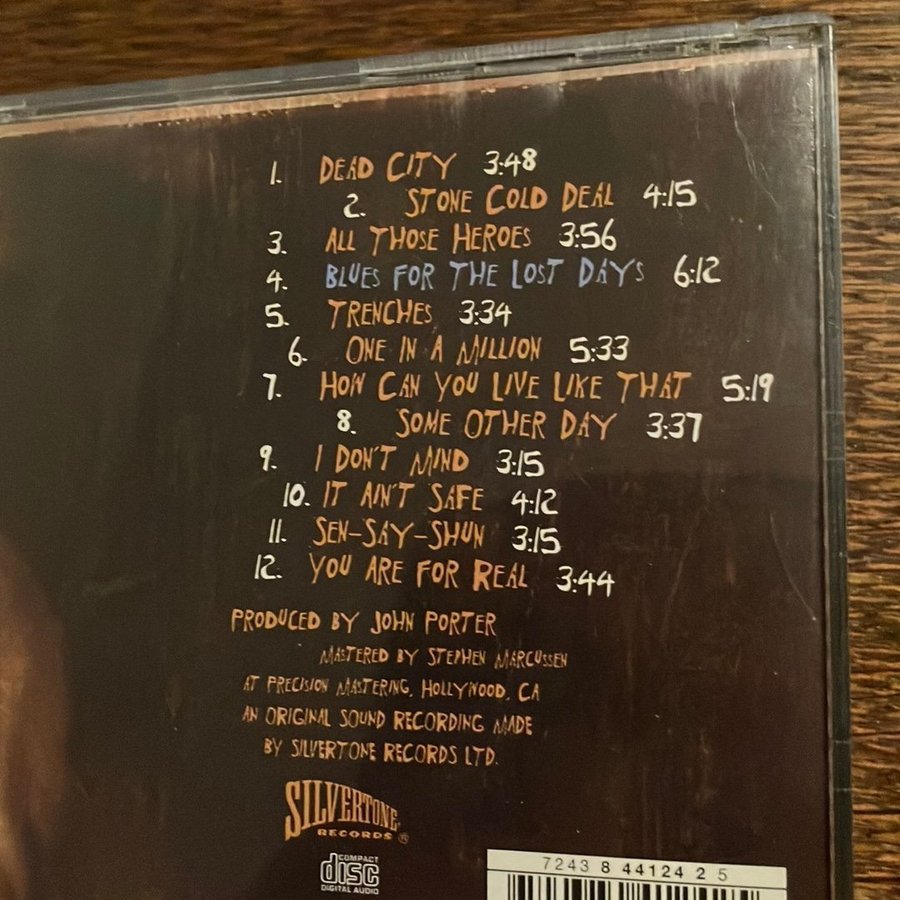 1. DEAD CITY 3:48
2. STONE COLD DEAL 4:15
3. ALL THOSE HEROES 3:56
4. BLUES FOR THE LOST DAYS 6:12
5. TRENCHES 3:34
6. ONE IN A MILLION 5:33
7. HOW CAN YOU LIVE LIKE THAT 5:19
8. SOME OTHER DAY 3:37
9. I DON'T MIND 3:15
10. IT AIN'T SAFE 4:12
11. SEN-SAY-SHUN 3:15
12. YOU ARE FOR REAL 3:44
PRODUCED BY JOHN PORTER
MASTERED BY STEPHEN MARCUSSEN
AT PRECISION MASTERING, HOLLYWOOD, CA
AN ORIGINAL SOUND RECORDING MADE
BY SILVERTONE RECORDS LTD.
SILVERTONE
RECORDS ®
COMPACT
disc
DIGITAL AUDIO
7243 8 44124 2 5